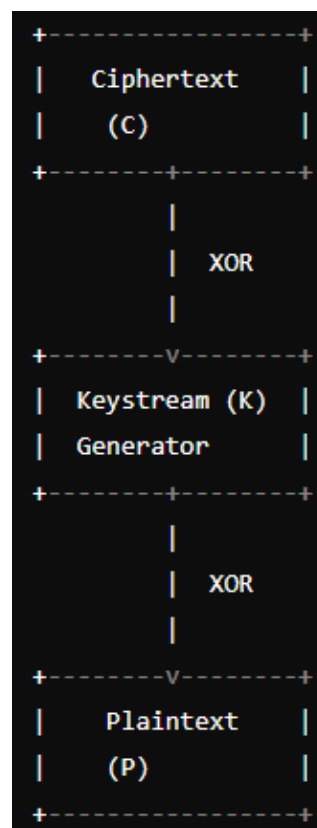 +-----------------+
|   Ciphertext    |
|    (C)          |
+--------+--------+
         |
         |  XOR
         |
+--------v--------+
|  Keystream (K)  |
|  Generator      |
+--------+--------+
         |
         |  XOR
         |
+--------v--------+
|    Plaintext    |
|    (P)          |
+-----------------+